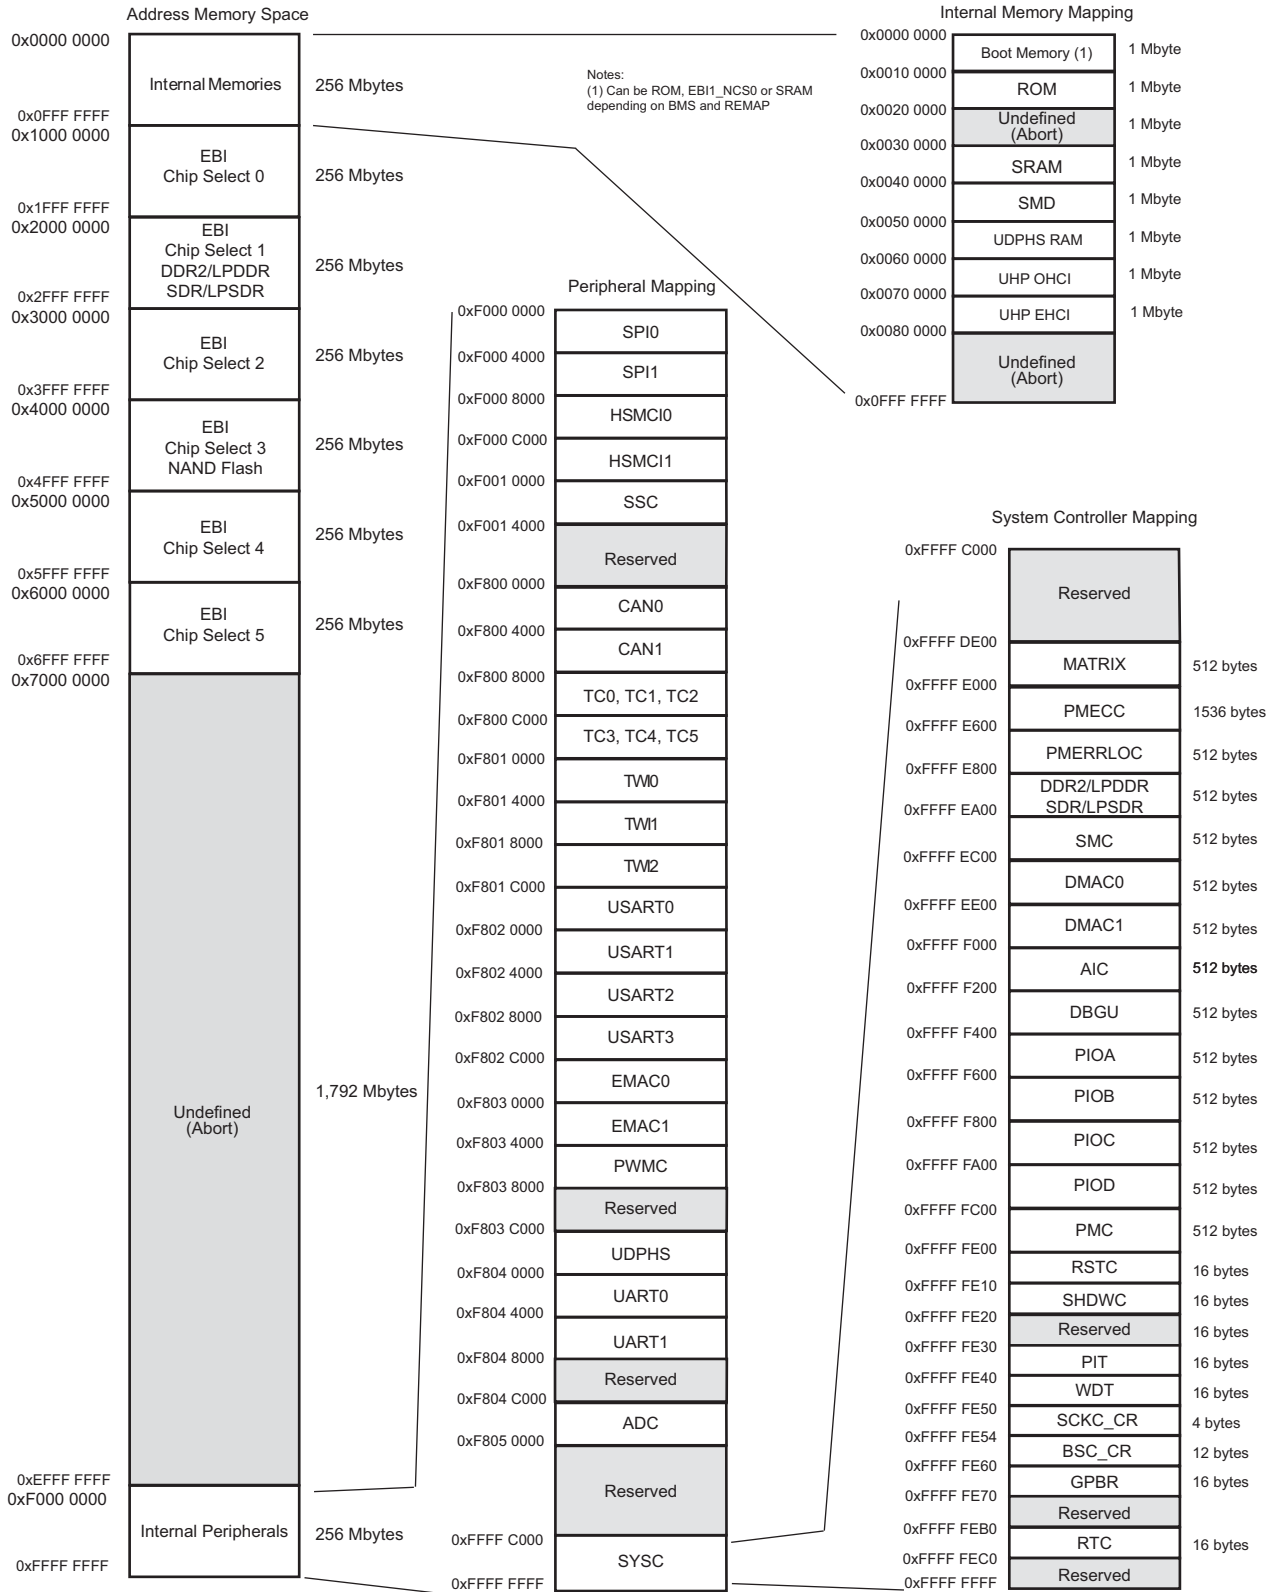 Address Memory Space
0x0000 0000
Internal Memories
256 Mbytes
0x0FFF FFFF
0x1000 0000
EBI
Chip Select 0
256 Mbytes
0x1FFF FFFF
0x2000 0000
EBI
Chip Select 1
DDR2/LPDDR
SDR/LPSDR
256 Mbytes
0x2FFF FFFF
0x3000 0000
EBI
Chip Select 2
256 Mbytes
0x3FFF FFFF
0x4000 0000
EBI
Chip Select 3
NAND Flash
256 Mbytes
0x4FFF FFFF
0x5000 0000
EBI
Chip Select 4
256 Mbytes
0x5FFF FFFF
0x6000 0000
EBI
Chip Select 5
256 Mbytes
0x6FFF FFFF
0x7000 0000
Undefined
(Abort)
1,792 Mbytes
0xEFFF FFFF
0xF000 0000
Internal Peripherals
256 Mbytes
0xFFFF FFFF
Notes:
(1) Can be ROM, EBI1_NCS0 or SRAM
depending on BMS and REMAP
Peripheral Mapping
0xF000 0000
SPI0
0xF000 4000
SPI1
0xF000 8000
HSMCI0
0xF000 C000
HSMCI1
0xF001 0000
SSC
0xF001 4000
Reserved
0xF800 0000
CAN0
0xF800 4000
CAN1
0xF800 8000
TC0, TC1, TC2
0xF800 C000
TC3, TC4, TC5
0xF801 0000
TWI0
0xF801 4000
TWI1
0xF801 8000
TWI2
0xF801 C000
USART0
0xF802 0000
USART1
0xF802 4000
USART2
0xF802 8000
USART3
0xF802 C000
EMAC0
0xF803 0000
EMAC1
0xF803 4000
PWMC
0xF803 8000
Reserved
0xF803 C000
UDPHS
0xF804 0000
UART0
0xF804 4000
UART1
0xF804 8000
Reserved
0xF804 C000
ADC
0xF805 0000
Reserved
0xFFFF C000
SYSC
0xFFFF FFFF
Internal Memory Mapping
0x0000 0000
Boot Memory (1)
1 Mbyte
0x0010 0000
ROM
1 Mbyte
0x0020 0000
Undefined
(Abort)
1 Mbyte
0x0030 0000
SRAM
1 Mbyte
0x0040 0000
SMD
1 Mbyte
0x0050 0000
UDPHS RAM
1 Mbyte
0x0060 0000
UHP OHCI
1 Mbyte
0x0070 0000
UHP EHCI
1 Mbyte
0x0080 0000
Undefined
(Abort)
0x0FFF FFFF
System Controller Mapping
0xFFFF C000
Reserved
0xFFFF DE00
MATRIX
512 bytes
0xFFFF E000
PMECC
1536 bytes
0xFFFF E600
PMERRLOC
512 bytes
0xFFFF E800
DDR2/LPDDR
SDR/LPSDR
512 bytes
0xFFFF EA00
SMC
512 bytes
0xFFFF EC00
DMAC0
512 bytes
0xFFFF EE00
DMAC1
512 bytes
0xFFFF F000
AIC
512 bytes
0xFFFF F200
DBGU
512 bytes
0xFFFF F400
PIOA
512 bytes
0xFFFF F600
PIOB
512 bytes
0xFFFF F800
PIOC
512 bytes
0xFFFF FA00
PIOD
512 bytes
0xFFFF FC00
PMC
512 bytes
0xFFFF FE00
RSTC
16 bytes
0xFFFF FE10
SHDWC
16 bytes
0xFFFF FE20
Reserved
16 bytes
0xFFFF FE30
PIT
16 bytes
0xFFFF FE40
WDT
16 bytes
0xFFFF FE50
SCKC_CR
4 bytes
0xFFFF FE54
BSC_CR
12 bytes
0xFFFF FE60
GPBR
16 bytes
0xFFFF FE70
Reserved
0xFFFF FEB0
RTC
16 bytes
0xFFFF FEC0
Reserved
0xFFFF FFFF